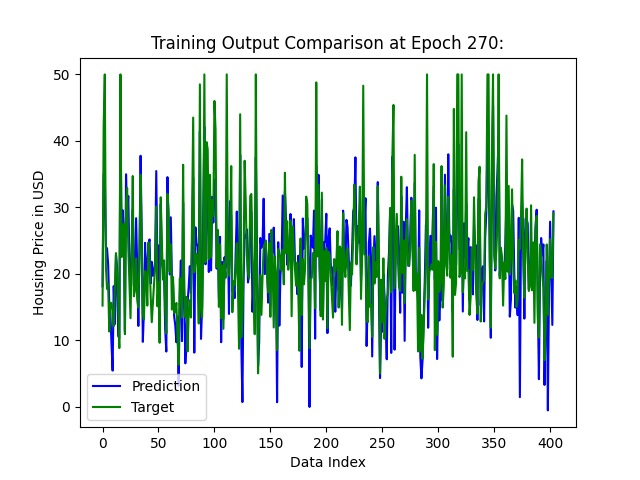 Training Output Comparison at Epoch 270:
Housing Price in USD
50
40
30
20
10
0
Prediction
Target
0 50 100 150 200 250 300 350 400
Data Index